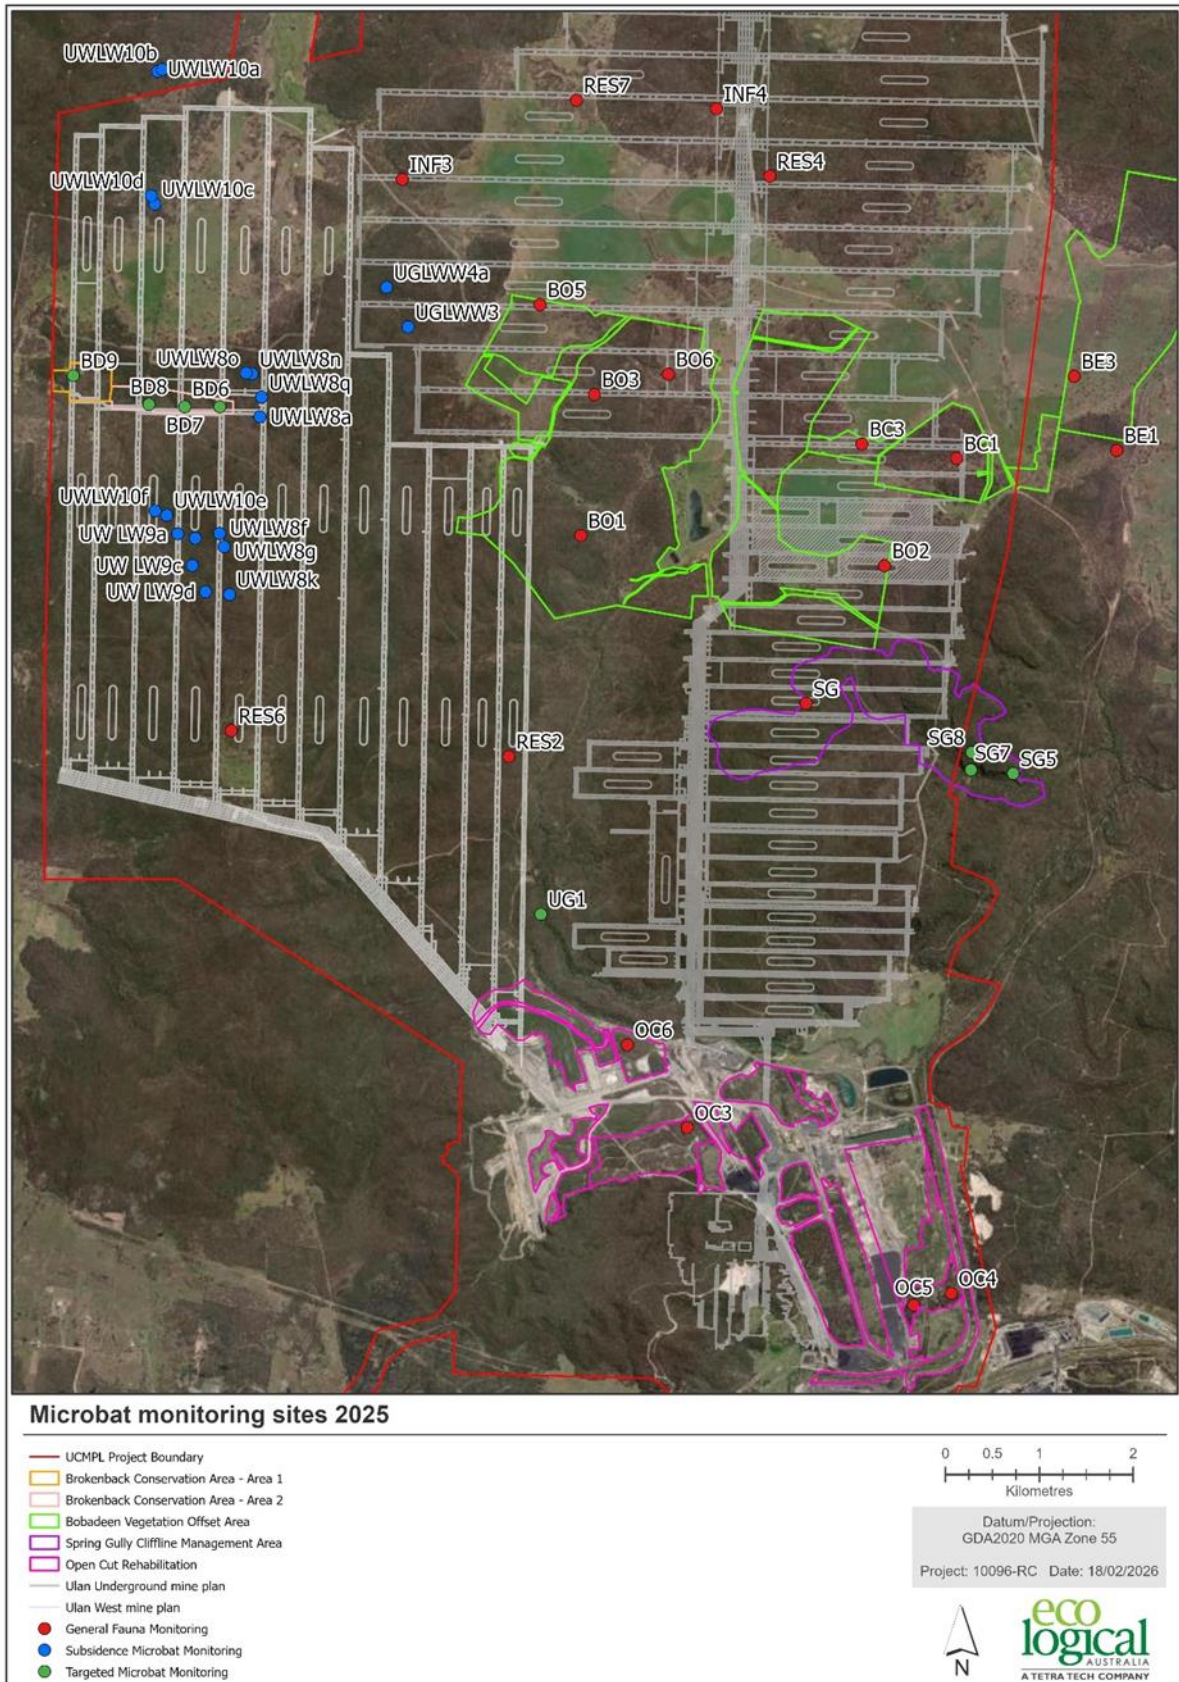 UWLW10b
UWLW10a
RES7
INF4
INF3
RES4
UWLW10d
UWLW10c
UGLWW4a
BO5
UGLWW3
BD9
UWLW8o
UWLW8n
BO6
BE3
BD8
BD6
UWLW8q
BO3
BD7
UWLW8a
BC3
BC1
BE1
UWLW10f
UWLW10e
UW LW9a
UWLW8f
BO1
UWLW8g
BO2
UW LW9c
UW LW9d
UWLW8k
SG
RES6
RES2
SG8
SG7
SG5
UG1
OC6
OC3
OC5
OC4
Microbat monitoring sites 2025
UCMPL Project Boundary
Brokenback Conservation Area - Area 1
Brokenback Conservation Area - Area 2
Bobadeen Vegetation Offset Area
Spring Gully Cliffline Management Area
Open Cut Rehabilitation
Ulan Underground mine plan
Ulan West mine plan
General Fauna Monitoring
Subsidence Microbat Monitoring
Targeted Microbat Monitoring
0 0.5 1 2
Kilometres
Datum/Projection:
GDA2020 MGA Zone 55
Project: 10096-RC Date: 18/02/2026
N
eco
logical
AUSTRALIA
A TETRA TECH COMPANY